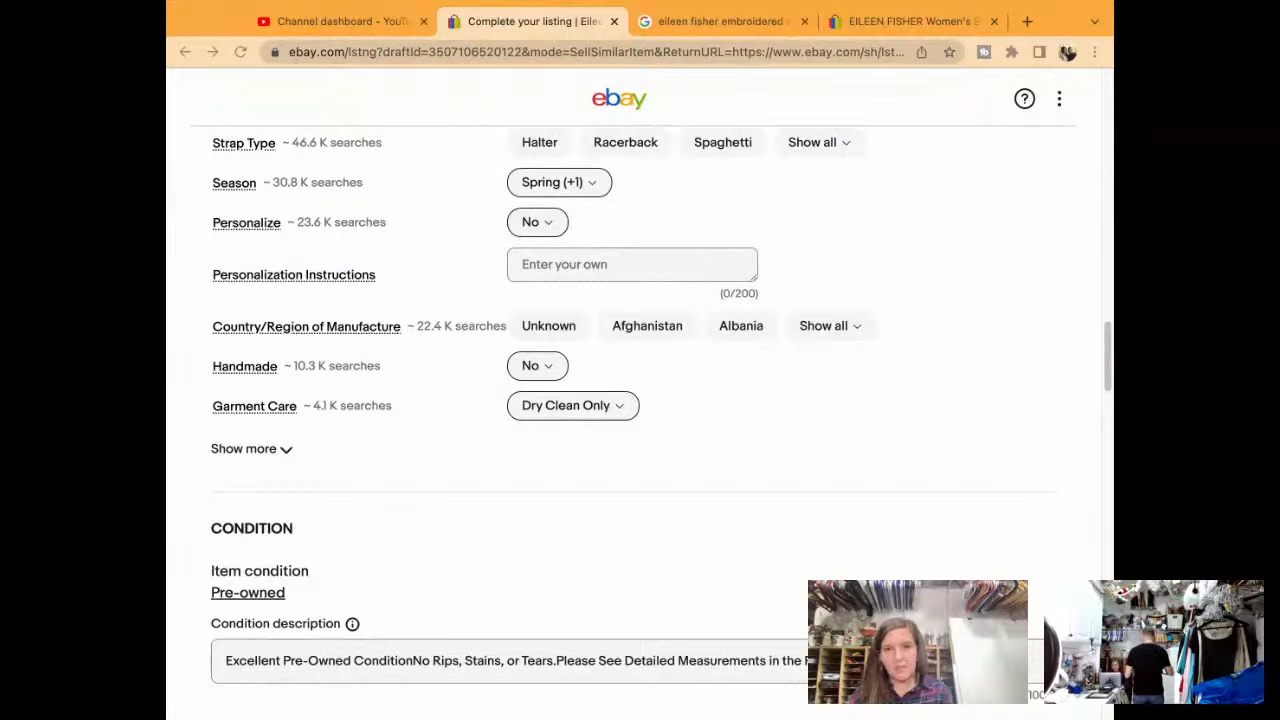 Channel dashboard - YouTu
Complete your listing | Eilee
eileen fisher embroidered s
EILEEN FISHER Women's B
ebay.com/lstng?draftId=3507106520122&mode=SellSimilarItem&ReturnURL=https://www.ebay.com/sh/lst...
ebay
Strap Type ~ 46.6 K searches Halter Racerback Spaghetti Show all
Season ~ 30.8 K searches Spring (+1)
Personalize ~ 23.6 K searches No
Personalization Instructions Enter your own
(0/200)
Country/Region of Manufacture ~ 22.4 K searches Unknown Afghanistan Albania Show all
Handmade ~ 10.3 K searches No
Garment Care ~ 4.1 K searches Dry Clean Only
Show more
CONDITION
Item condition
Pre-owned
Condition description
Excellent Pre-Owned ConditionNo Rips, Stains, or Tears.Please See Detailed Measurements in the